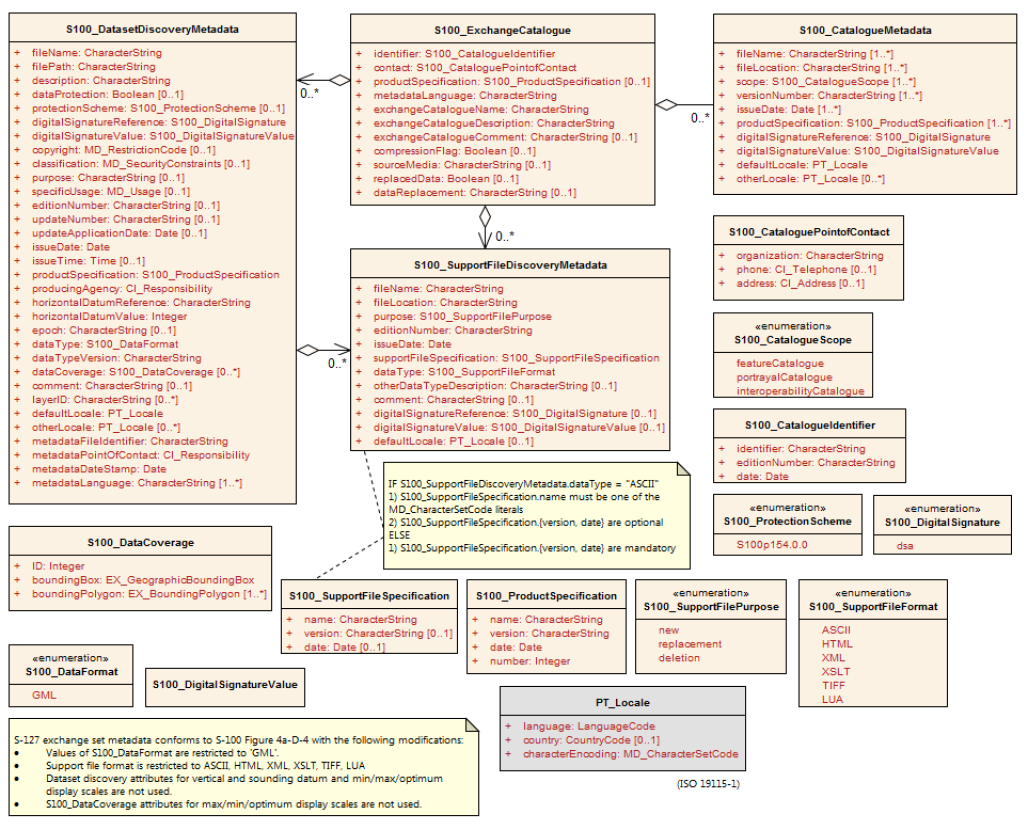 S100_DatasetDiscoveryMetadata
+ fileName: CharacterString
+ filePath: CharacterString
+ description: CharacterString
+ dataProtection: Boolean [0..1]
+ protectionScheme: S100_ProtectionScheme [0..1]
+ digitalSignatureReference: S100_DigitalSignature
+ digitalSignatureValue: S100_DigitalSignatureValue
+ copyright: MD_RestrictionCode [0..1]
+ classification: MD_SecurityConstraints [0..1]
+ purpose: CharacterString [0..1]
+ specificUsage: MD_Usage [0..1]
+ editionNumber: CharacterString [0..1]
+ updateNumber: CharacterString [0..1]
+ updateApplicationDate: Date [0..1]
+ issueDate: Date
+ issueTime: Time [0..1]
+ productSpecification: S100_ProductSpecification
+ producingAgency: CI_Responsibility
+ horizontalDatumReference: CharacterString
+ horizontalDatumValue: Integer
+ epoch: CharacterString [0..1]
+ dataType: S100_DataFormat
+ dataTypeVersion: CharacterString
+ dataCoverage: S100_DataCoverage [0..*]
+ comment: CharacterString [0..1]
+ layerID: CharacterString [0..*]
+ defaultLocale: PT_Locale
+ otherLocale: PT_Locale [0..*]
+ metadataFileIdentifier: CharacterString
+ metadataPointOfContact: CI_Responsibility
+ metadataDateStamp: Date
+ metadataLanguage: CharacterString [1..*]
S100_ExchangeCatalogue
+ identifier: S100_CatalogueIdentifier
+ contact: S100_CataloguePointofContact
+ productSpecification: S100_ProductSpecification [0..1]
+ metadataLanguage: CharacterString
+ exchangeCatalogueName: CharacterString
+ exchangeCatalogueDescription: CharacterString
+ exchangeCatalogueComment: CharacterString [0..1]
+ compressionFlag: Boolean [0..1]
+ sourceMedia: CharacterString [0..1]
+ replacedData: Boolean [0..1]
+ dataReplacement: CharacterString [0..1]
0..*
0..*
0..*
0..*
S100_CatalogueMetadata
+ fileName: CharacterString [1..*]
+ fileLocation: CharacterString [1..*]
+ scope: S100_CatalogueScope [1..*]
+ versionNumber: CharacterString [1..*]
+ issueDate: Date [1..*]
+ productSpecification: S100_ProductSpecification [1..*]
+ digitalSignatureReference: S100_DigitalSignature
+ digitalSignatureValue: S100_DigitalSignatureValue
+ defaultLocale: PT_Locale
+ otherLocale: PT_Locale [0..*]
S100_SupportFileDiscoveryMetadata
+ fileName: CharacterString
+ fileLocation: CharacterString
+ purpose: S100_SupportFilePurpose
+ editionNumber: CharacterString
+ issueDate: Date
+ supportFileSpecification: S100_SupportFileSpecification
+ dataType: S100_SupportFileFormat
+ otherDataTypeDescription: CharacterString [0..1]
+ comment: CharacterString [0..1]
+ digitalSignatureReference: S100_DigitalSignature [0..1]
+ digitalSignatureValue: S100_DigitalSignatureValue [0..1]
+ defaultLocale: PT_Locale [0..1]
S100_CataloguePointofContact
+ organization: CharacterString
+ phone: CI_Telephone [0..1]
+ address: CI_Address [0..1]
«enumeration»
S100_CatalogueScope
featureCatalogue
portrayalCatalogue
interoperabilityCatalogue
S100_CatalogueIdentifier
+ identifier: CharacterString
+ editionNumber: CharacterString
+ date: Date
IF S100_SupportFileDiscoveryMetadata.dataType = "ASCII"
1) S100_SupportFileSpecification.name must be one of the
MD_CharacterSetCode literals
2) S100_SupportFileSpecification.{version, date} are optional
ELSE
1) S100_SupportFileSpecification.{version, date} are mandatory
«enumeration»
S100_ProtectionScheme
S100p154.0.0
«enumeration»
S100_DigitalSignature
dsa
S100_DataCoverage
+ ID: Integer
+ boundingBox: EX_GeographicBoundingBox
+ boundingPolygon: EX_BoundingPolygon [1..*]
S100_SupportFileSpecification
+ name: CharacterString
+ version: CharacterString [0..1]
+ date: Date [0..1]
S100_ProductSpecification
+ name: CharacterString
+ version: CharacterString
+ date: Date
+ number: Integer
«enumeration»
S100_SupportFilePurpose
new
replacement
deletion
«enumeration»
S100_SupportFileFormat
ASCII
HTML
XML
XSLT
TIFF
LUA
«enumeration»
S100_DataFormat
GML
S100_DigitalSignatureValue
PT_Locale
+ language: LanguageCode
+ country: CountryCode [0..1]
+ characterEncoding: MD_CharacterSetCode
(ISO 19115-1)
S-127 exchange set metadata conforms to S-100 Figure 4a-D-4 with the following modifications:
● Values of S100_DataFormat are restricted to 'GML'.
● Support file format is restricted to ASCII, HTML, XML, XSLT, TIFF, LUA
● Dataset discovery attributes for vertical and sounding datum and min/max/optimum
display scales are not used.
● S100_DataCoverage attributes for max/min/optimum display scales are not used.